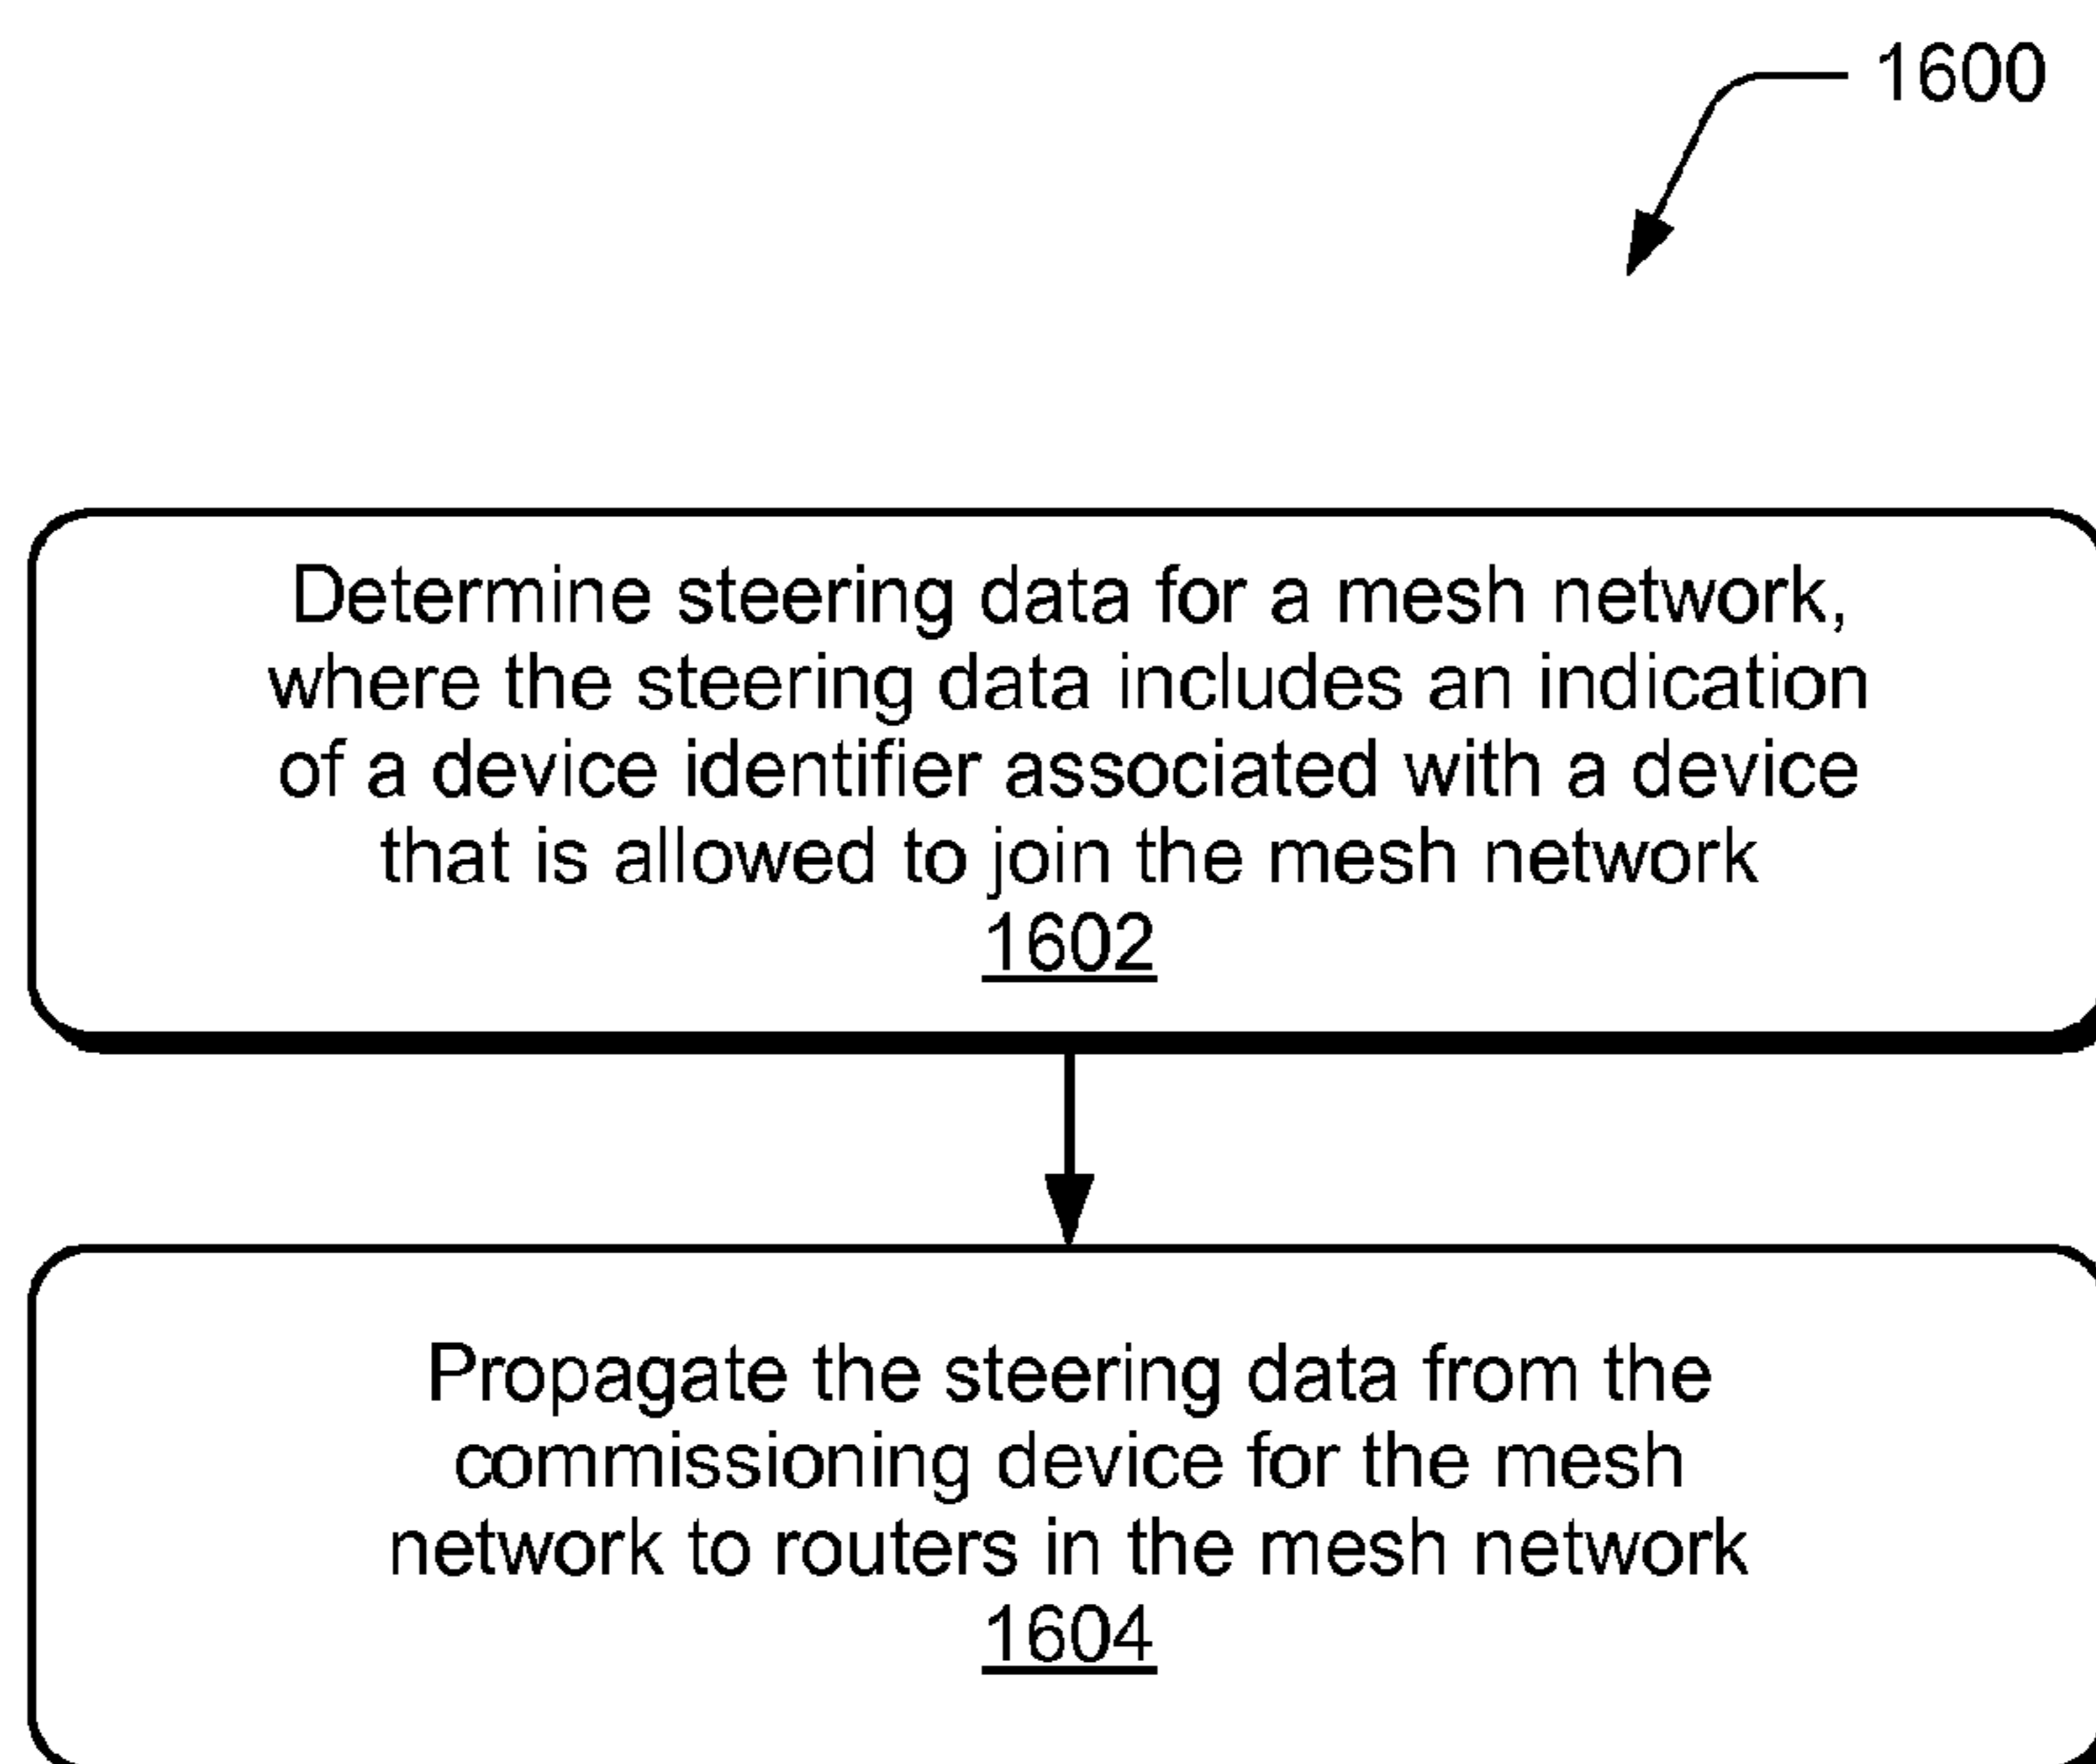 1600
Determine steering data for a mesh network,
where the steering data includes an indication
of a device identifier associated with a device
that is allowed to join the mesh network
1602
Propagate the steering data from the
commissioning device for the mesh
network to routers in the mesh network
1604